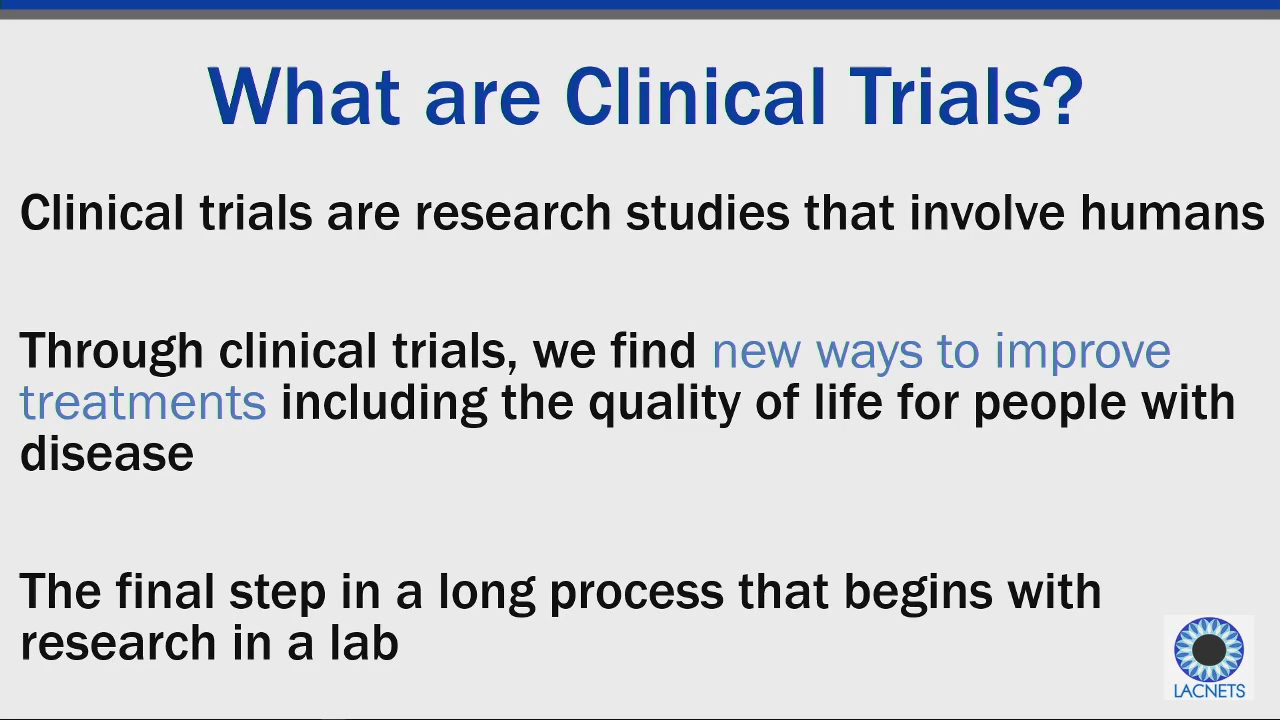 What are Clinical Trials?
Clinical trials are research studies that involve humans
Through clinical trials, we find new ways to improve
treatments including the quality of life for people with
disease
The final step in a long process that begins with
research in a lab
LACNETS